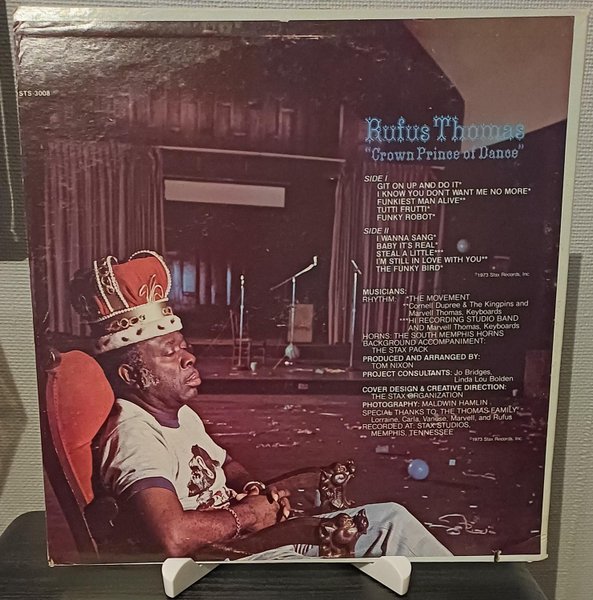 STS-3008
Rufus Thomas
"Crown Prince of Dance"
SIDE I
GIT ON UP AND DO IT*
I KNOW YOU DON'T WANT ME NO MORE*
FUNKIEST MAN ALIVE**
TUTTI FRUTTI*
FUNKY ROBOT*
SIDE II
I WANNA SANG*
BABY IT'S REAL*
STEAL A LITTLE***
I'M STILL IN LOVE WITH YOU**
THE FUNKY BIRD*
℗1973 Stax Records, Inc.
MUSICIANS:
RHYTHM: *THE MOVEMENT
**Cornell Dupree & The Kingpins and
Marvell Thomas, Keyboards
***HI RECORDING STUDIO BAND
AND Marvell Thomas, Keyboards
HORNS: THE SOUTH MEMPHIS HORNS
BACKGROUND ACCOMPANIMENT:
THE STAX PACK
PRODUCED AND ARRANGED BY:
TOM NIXON
PROJECT CONSULTANTS: Jo Bridges,
Linda Lou Bolden
COVER DESIGN & CREATIVE DIRECTION:
THE STAX ORGANIZATION
PHOTOGRAPHY: MALDWIN HAMLIN
SPECIAL THANKS TO: THE THOMAS FAMILY,
Lorraine, Carla, Vanese, Marvell, and Rufus
RECORDED AT: STAX STUDIOS,
MEMPHIS, TENNESSEE
©1973 Stax Records, Inc.